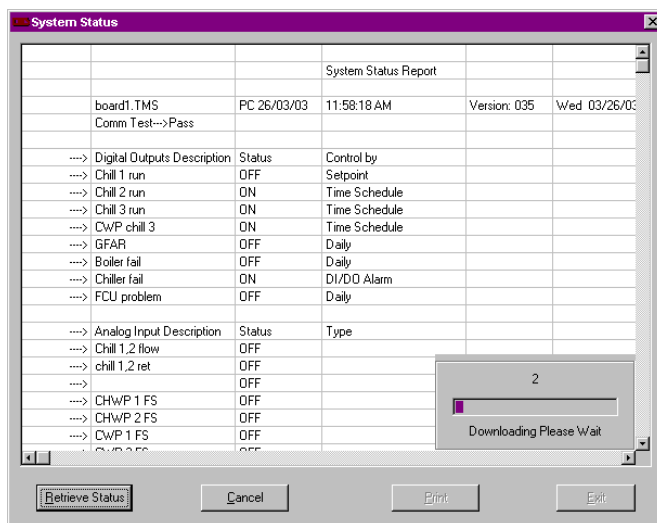 System Status
System Status Report
board1.TMS PC 26/03/03 11:58:18 AM Version: 035 Wed 03/26/03
Comm Test--->Pass
----> Digital Outputs Description Status Control by
----> Chill 1 run OFF Setpoint
----> Chill 2 run ON Time Schedule
----> Chill 3 run ON Time Schedule
----> CWP chill 3 ON Time Schedule
----> GFAR OFF Daily
----> Boiler fail OFF Daily
----> Chiller fail ON DI/DO Alarm
----> FCU problem OFF Daily
----> Analog Input Description Status Type
----> Chill 1,2 flow OFF
----> chill 1,2 ret OFF
----> OFF
----> CHWP 1 FS OFF
----> CHWP 2 FS OFF
----> CWP 1 FS OFF
2
Downloading Please Wait
Retrieve Status Cancel Print Exit